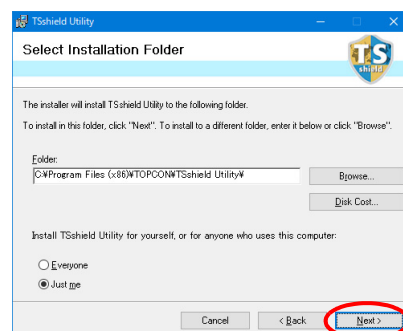 TSshield Utility
Select Installation Folder
TS
shield
The installer will install TSshield Utility to the following folder.
To install in this folder, click "Next". To install to a different folder, enter it below or click "Browse".
Folder:
C:¥Program Files (x86)¥TOPCON¥TSshield Utility¥
Browse...
Disk Cost...
Install TSshield Utility for yourself, or for anyone who uses this computer:
Everyone
Just me
Cancel
< Back
Next >